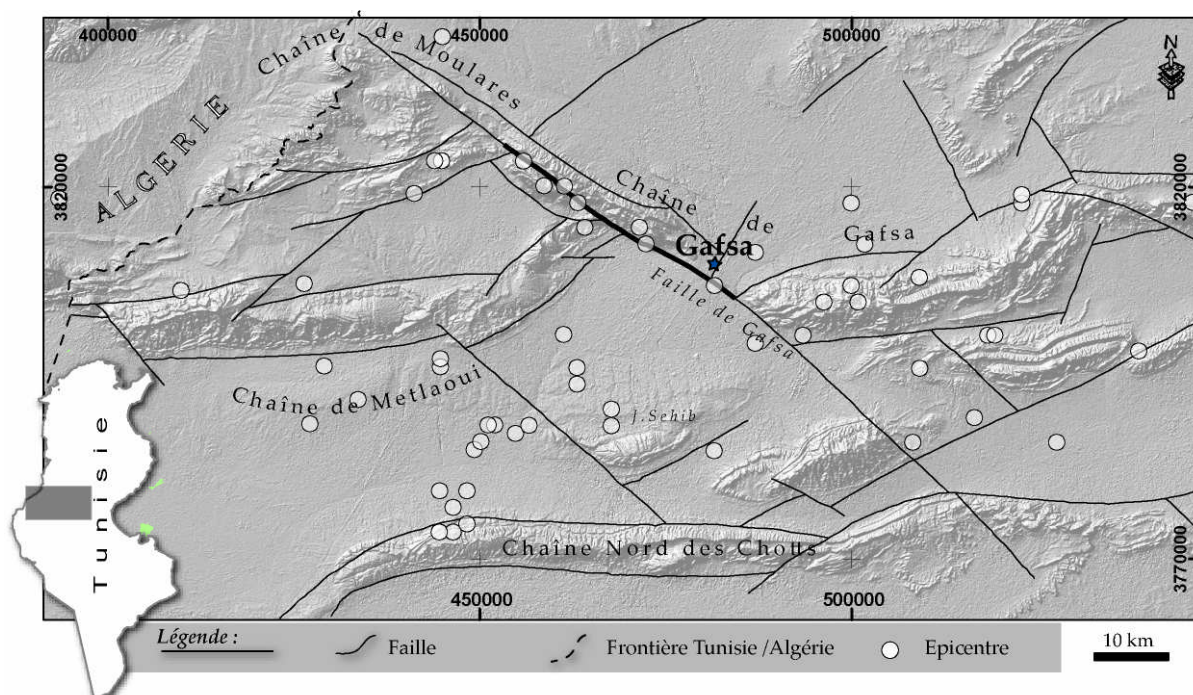 400000
450000
500000
N
Chaîne de Moulares
ALGERIE
3820000
3820000
Chaîne de Gafsa
Gafsa
Faille de Gafsa
Chaîne de Metlaoui
J.Sehib
Tunisie
Chaîne Nord des Chotts
3770000
450000
500000
Légende :
Faille
Frontière Tunisie /Algérie
Epicentre
10 km